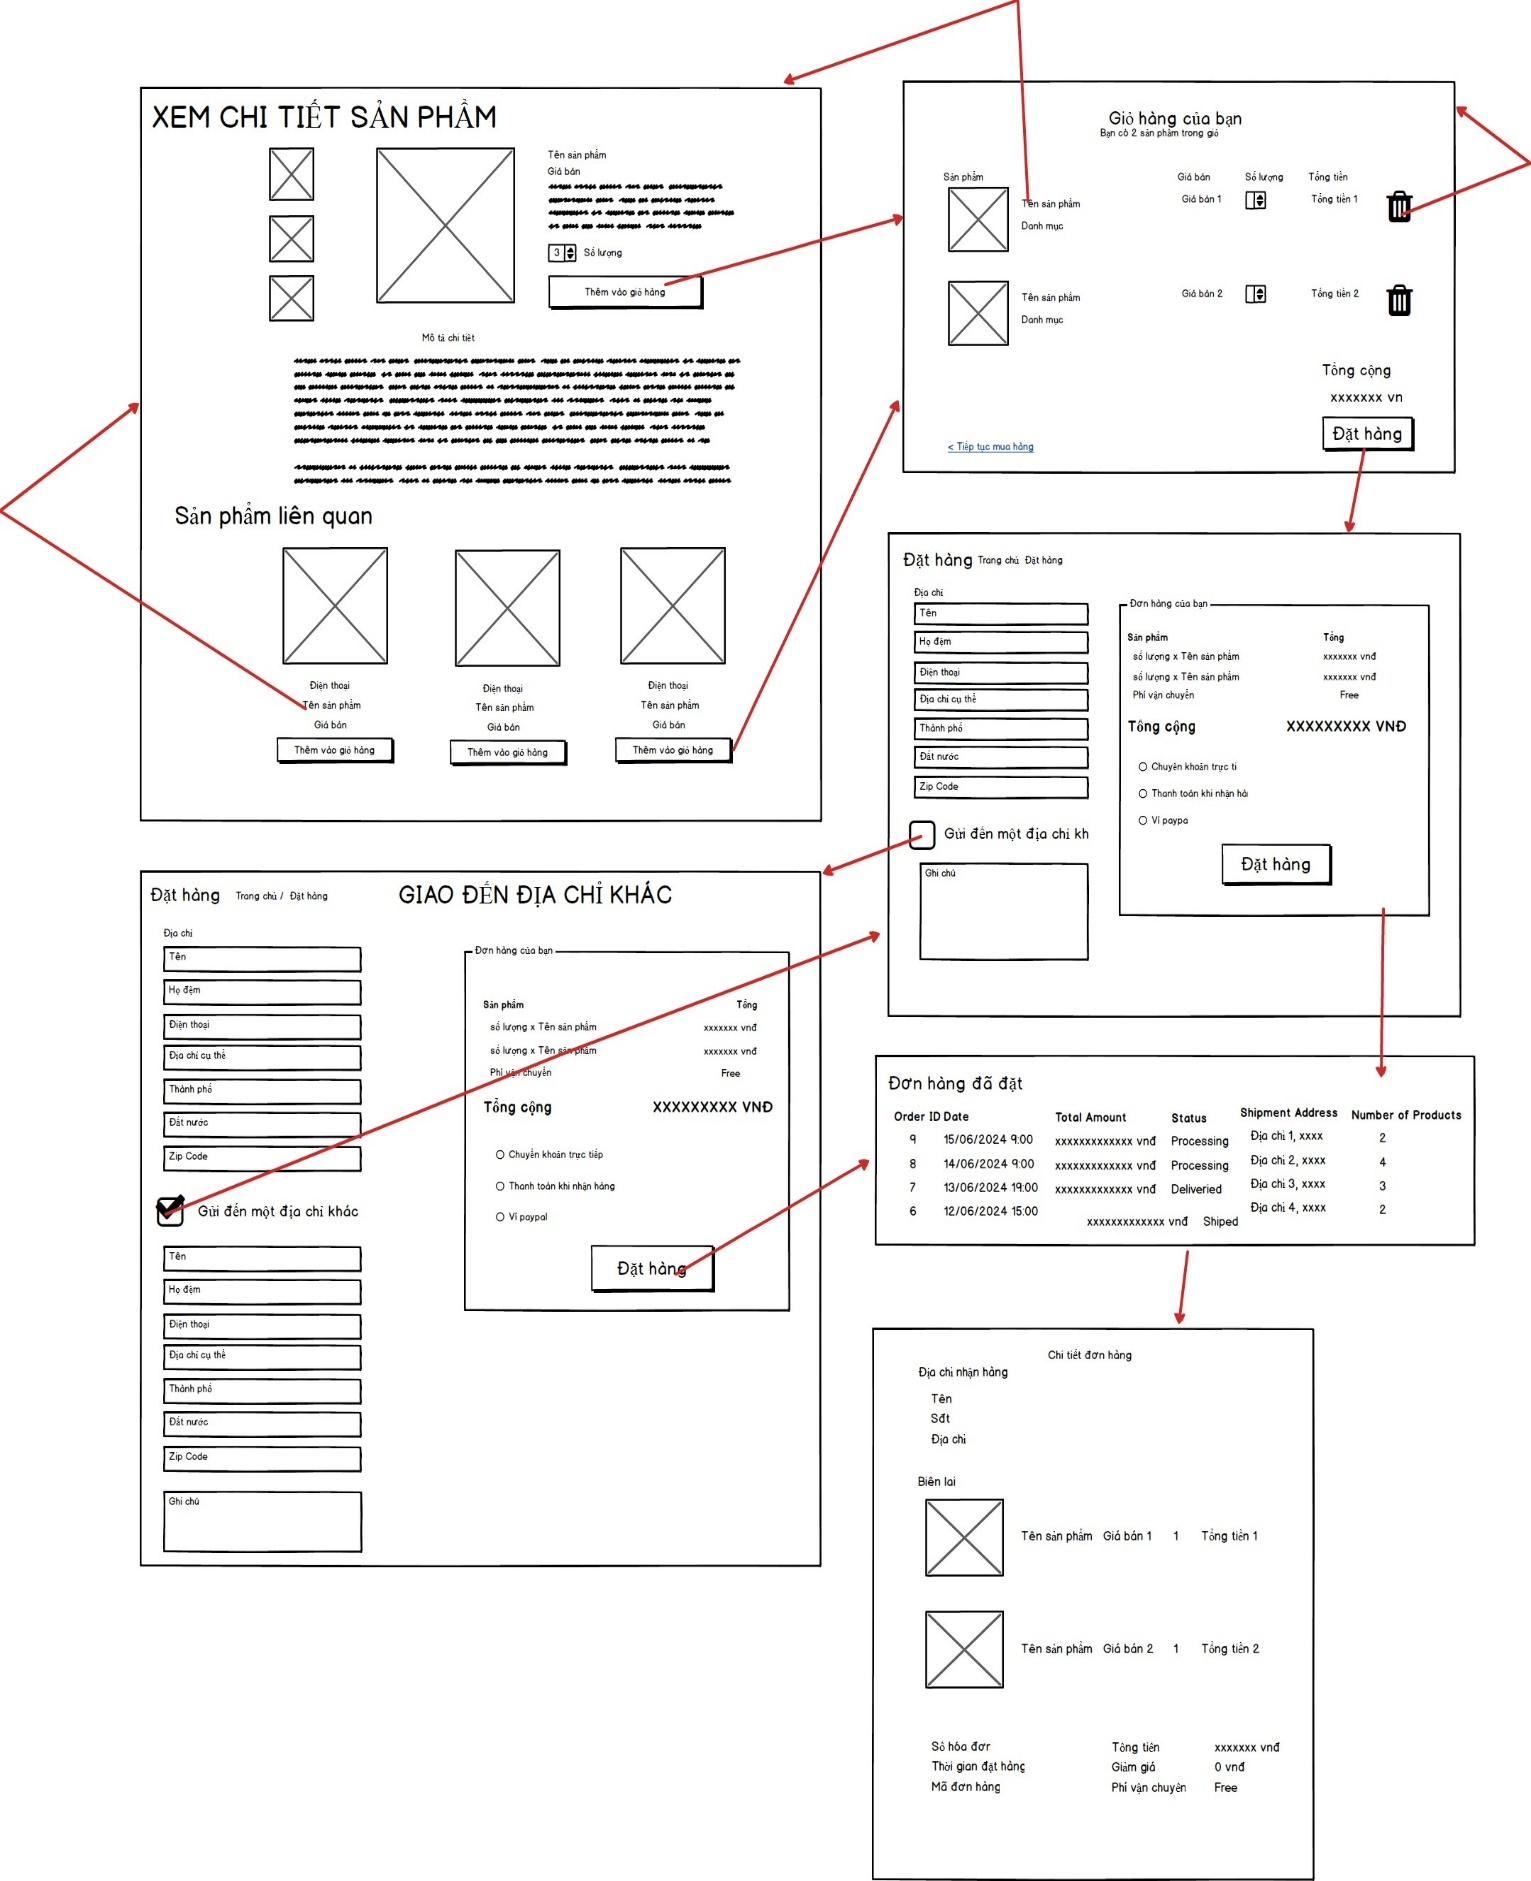 XEM CHI TIẾT SẢN PHẨM
Tên sản phẩm
Giá bán
3 Số lượng
Thêm vào giỏ hàng
Mô tả chi tiết
Sản phẩm liên quan
Điện thoại
Tên sản phẩm
Giá bán
Thêm vào giỏ hàng
Điện thoại
Tên sản phẩm
Giá bán
Thêm vào giỏ hàng
Điện thoại
Tên sản phẩm
Giá bán
Thêm vào giỏ hàng
Giỏ hàng của bạn
Bạn có 2 sản phẩm trong giỏ
Sản phẩm Giá bán Số lượng Tổng tiền
Tên sản phẩm Giá bán 1 Tổng tiền 1
Danh mục
Tên sản phẩm Giá bán 2 Tổng tiền 2
Danh mục
Tổng cộng
xxxxxxx vn
Đặt hàng
< Tiếp tục mua hàng
Đặt hàng Trang chủ Đặt hàng
Địa chỉ
Tên
Họ đệm
Điện thoại
Địa chỉ cụ thể
Thành phố
Đất nước
Zip Code
Gửi đến một địa chỉ kh
Ghi chú
Đơn hàng của bạn
Sản phẩm Tổng
số lượng x Tên sản phẩm xxxxxxx vnđ
số lượng x Tên sản phẩm xxxxxxx vnđ
Phí vận chuyển Free
Tổng cộng XXXXXXXXX VNĐ
Chuyển khoản trực ti
Thanh toán khi nhận hàn
Ví paypa
Đặt hàng
Đặt hàng Trang chủ / Đặt hàng GIAO ĐẾN ĐỊA CHỈ KHÁC
Địa chỉ
Tên
Họ đệm
Điện thoại
Địa chỉ cụ thể
Thành phố
Đất nước
Zip Code
Gửi đến một địa chỉ khác
Tên
Họ đệm
Điện thoại
Địa chỉ cụ thể
Thành phố
Đất nước
Zip Code
Ghi chú
Đơn hàng của bạn
Sản phẩm Tổng
số lượng x Tên sản phẩm xxxxxxx vnđ
số lượng x Tên sản phẩm xxxxxxx vnđ
Phí vận chuyển Free
Tổng cộng XXXXXXXXX VNĐ
Chuyển khoản trực tiếp
Thanh toán khi nhận hàng
Ví paypal
Đặt hàng
Đơn hàng đã đặt
Order ID Date Total Amount Status Shipment Address Number of Products
9 15/06/2024 9:00 xxxxxxxxxxxxx vnđ Processing Địa chỉ 1, xxxx 2
8 14/06/2024 9:00 xxxxxxxxxxxxx vnđ Processing Địa chỉ 2, xxxx 4
7 13/06/2024 19:00 xxxxxxxxxxxxx vnđ Deliveried Địa chỉ 3, xxxx 3
6 12/06/2024 15:00 xxxxxxxxxxxxx vnđ Shiped Địa chỉ 4, xxxx 2
Chi tiết đơn hàng
Địa chỉ nhận hàng
Tên
Sđt
Địa chỉ
Biên lai
Tên sản phẩm Giá bán 1 1 Tổng tiền 1
Tên sản phẩm Giá bán 2 1 Tổng tiền 2
Số hóa đơr Tổng tiền xxxxxxx vnđ
Thời gian đặt hàng Giảm giá 0 vnđ
Mã đơn hàng Phí vận chuyển Free